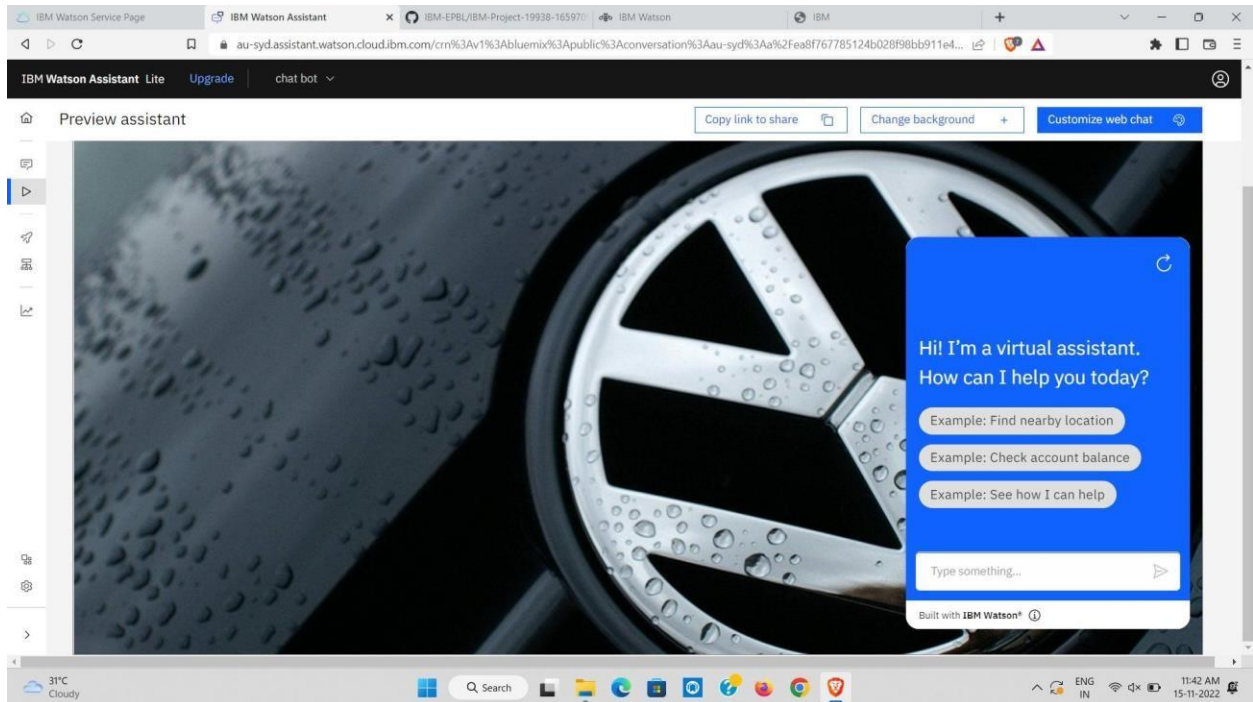 IBM Watson Service Page
IBM Watson Assistant
IBM-EPBL/IBM-Project-19938-165970
IBM Watson
IBM
au-syd.assistant.watson.cloud.ibm.com/crn%3Av1%3Abluemix%3Apublic%3Aconversation%3Aau-syd%3Aa%2Fea8f767785124b028f98bb911e4...
IBM Watson Assistant Lite
Upgrade
chat bot
Preview assistant
Copy link to share
Change background +
Customize web chat
Hi! I'm a virtual assistant.
How can I help you today?
Example: Find nearby location
Example: Check account balance
Example: See how I can help
Type something...
Built with IBM Watson®
31°C
Cloudy
Search
ENG
IN
11:42 AM
15-11-2022